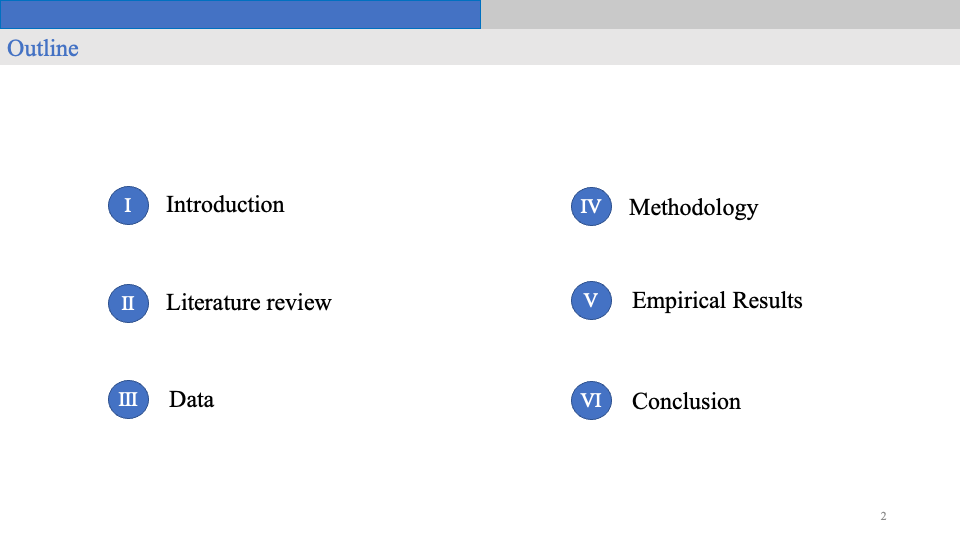 Outline
I Introduction
II Literature review
III Data
IV Methodology
V Empirical Results
VI Conclusion
2